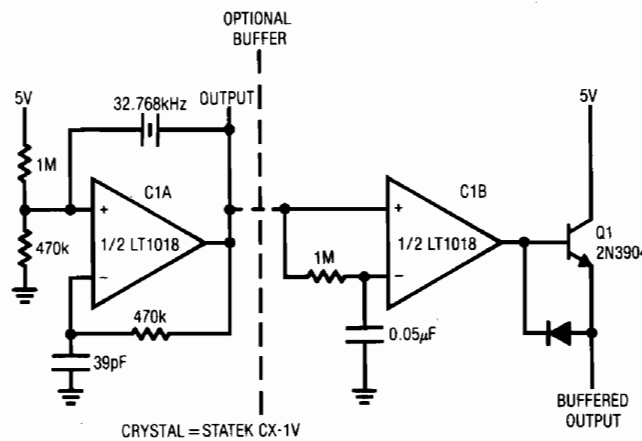 OPTIONAL
BUFFER
5V
32.768kHz
OUTPUT
5V
1M
C1A
C1B
+
+
470k
1/2 LT1018
1/2 LT1018
Q1
2N3904
1M
−
−
470k
39pF
0.05µF
BUFFERED
OUTPUT
CRYSTAL = STATEK CX-1V